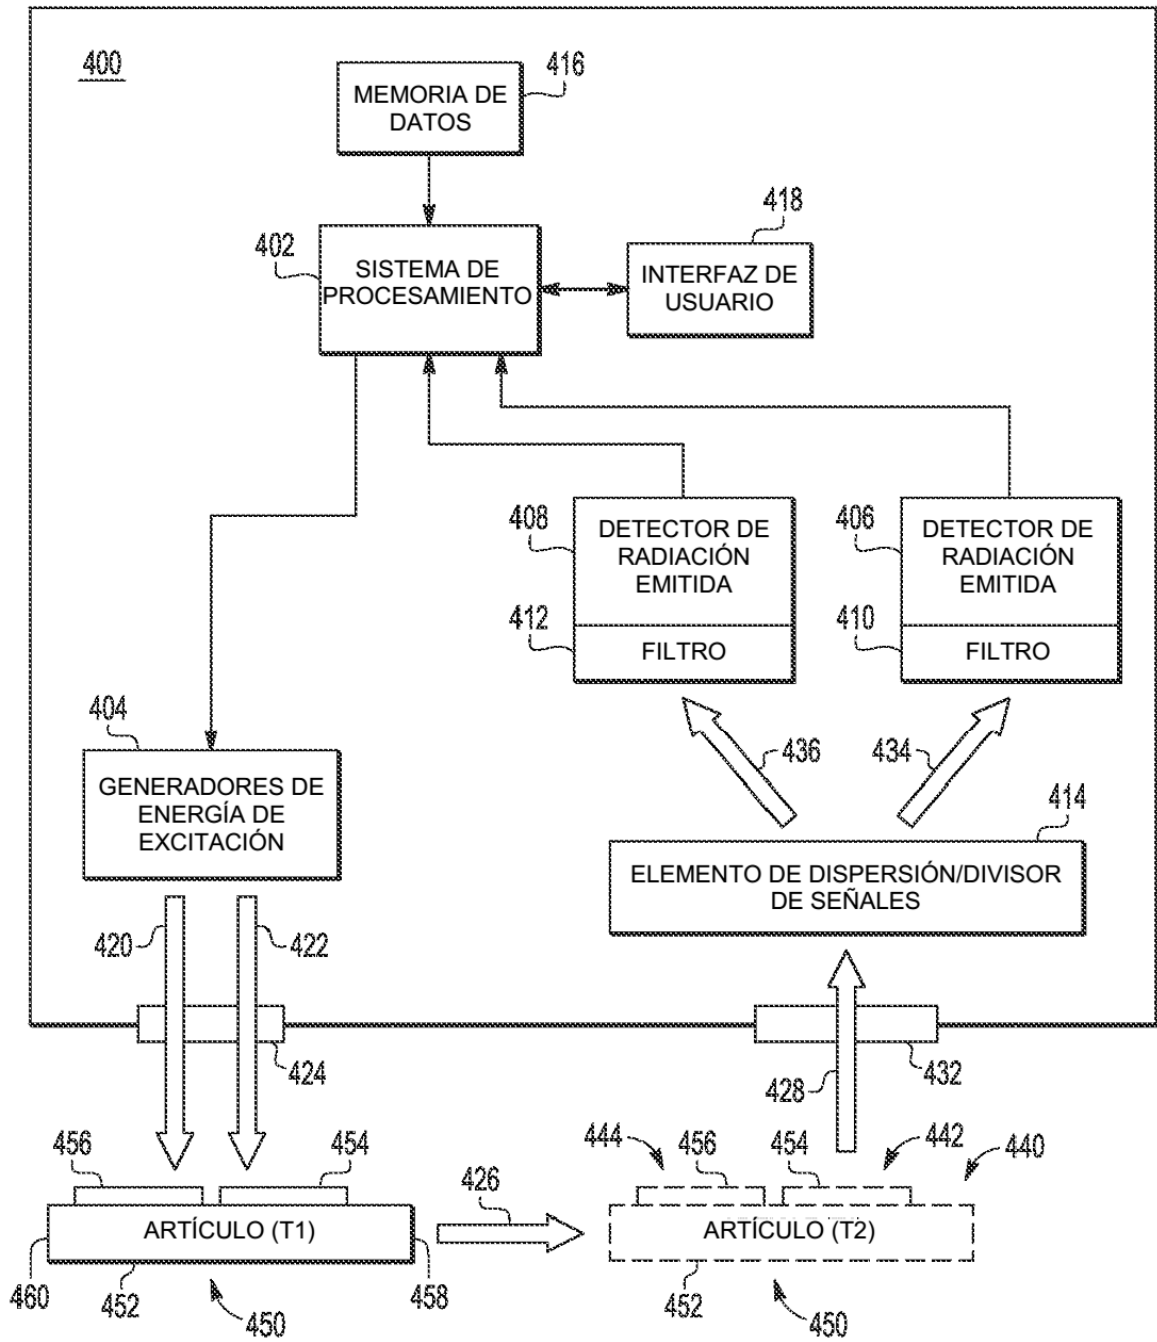 400
416
MEMORIA DE
DATOS
418
402
SISTEMA DE
PROCESAMIENTO
INTERFAZ DE
USUARIO
408
DETECTOR DE
RADIACIÓN
EMITIDA
406
DETECTOR DE
RADIACIÓN
EMITIDA
412
FILTRO
410
FILTRO
404
GENERADORES DE
ENERGÍA DE
EXCITACIÓN
436
434
414
ELEMENTO DE DISPERSIÓN/DIVISOR
DE SEÑALES
420
422
424
428
432
456
454
444
456
454
442
440
426
ARTÍCULO (T1)
ARTÍCULO (T2)
460
452
450
458
452
450